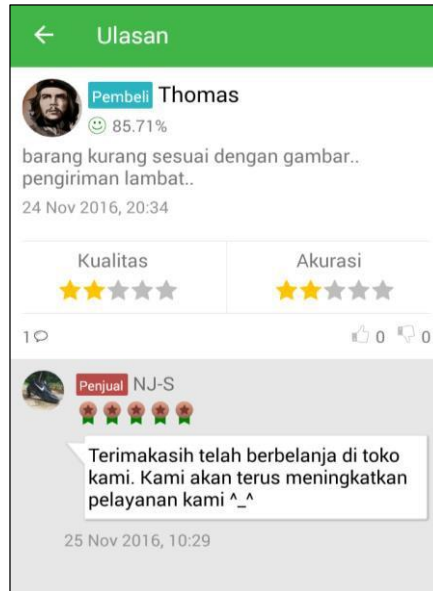 Ulasan
Pembeli Thomas
85.71%
barang kurang sesuai dengan gambar..
pengiriman lambat..
24 Nov 2016, 20:34
Kualitas Akurasi
1 0 0
Penjual NJ-S
Terimakasih telah berbelanja di toko
kami. Kami akan terus meningkatkan
pelayanan kami ^_^
25 Nov 2016, 10:29